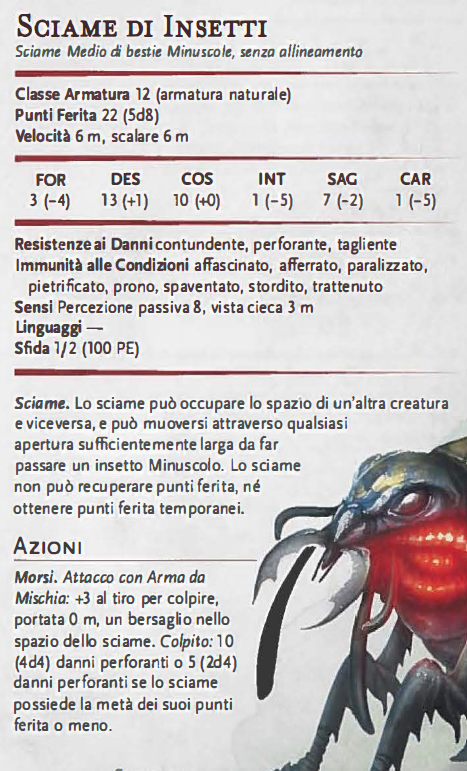 SCIAME DI INSETTI
Sciame Medio di bestie Minuscole, senza allineamento
Classe Armatura 12 (armatura naturale)
Punti Ferita 22 (5d8)
Velocità 6 m, scalare 6 m
FOR DES COS INT SAG CAR
3 (–4) 13 (+1) 10 (+0) 1 (–5) 7 (–2) 1 (–5)
Resistenze ai Danni contundente, perforante, tagliente
Immunità alle Condizioni affascinato, afferrato, paralizzato,
pietrificato, prono, spaventato, stordito, trattenuto
Sensi Percezione passiva 8, vista cieca 3 m
Linguaggi —
Sfida 1/2 (100 PE)
Sciame. Lo sciame può occupare lo spazio di un'altra creatura
e viceversa, e può muoversi attraverso qualsiasi
apertura sufficientemente larga da far
passare un insetto Minuscolo. Lo sciame
non può recuperare punti ferita, né
ottenere punti ferita temporanei.
AZIONI
Morsi. Attacco con Arma da
Mischia: +3 al tiro per colpire,
portata 0 m, un bersaglio nello
spazio dello sciame. Colpito: 10
(4d4) danni perforanti o 5 (2d4)
danni perforanti se lo sciame
possiede la metà dei suoi punti
ferita o meno.